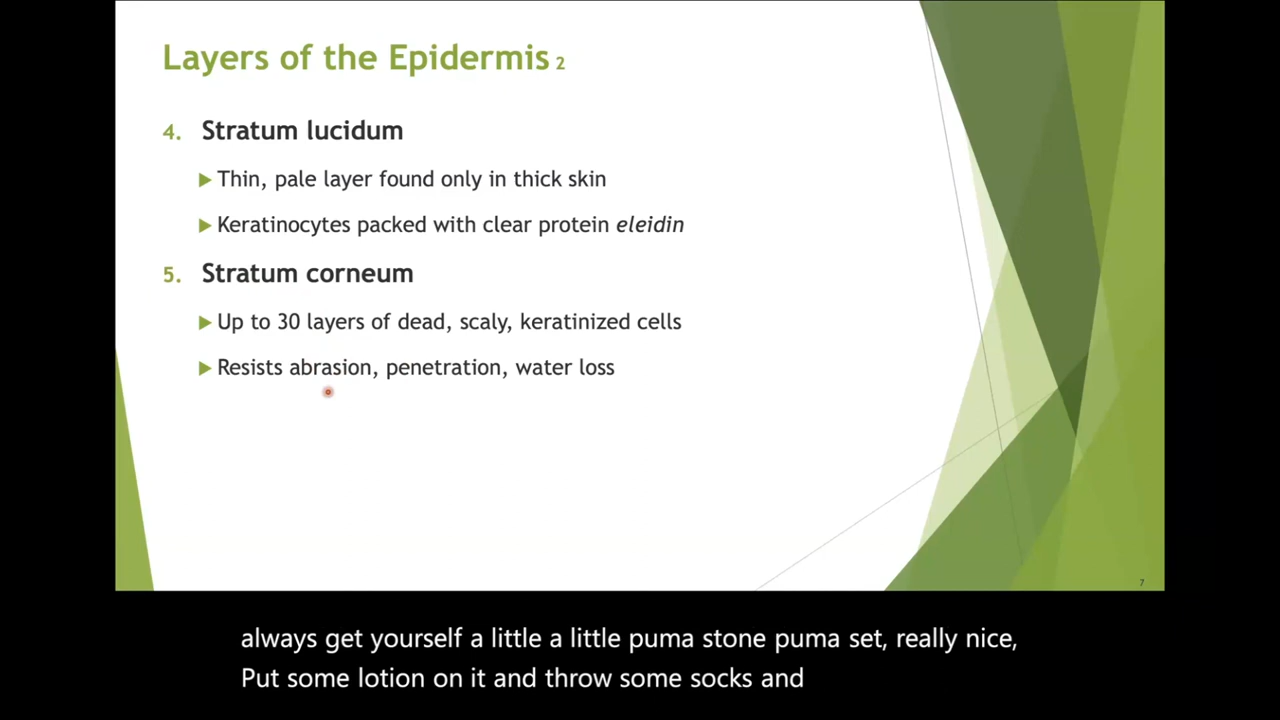 Layers of the Epidermis 2
4. Stratum lucidum
Thin, pale layer found only in thick skin
Keratinocytes packed with clear protein eleidin
5. Stratum corneum
Up to 30 layers of dead, scaly, keratinized cells
Resists abrasion, penetration, water loss
7
always get yourself a little a little puma stone puma set, really nice,
Put some lotion on it and throw some socks and